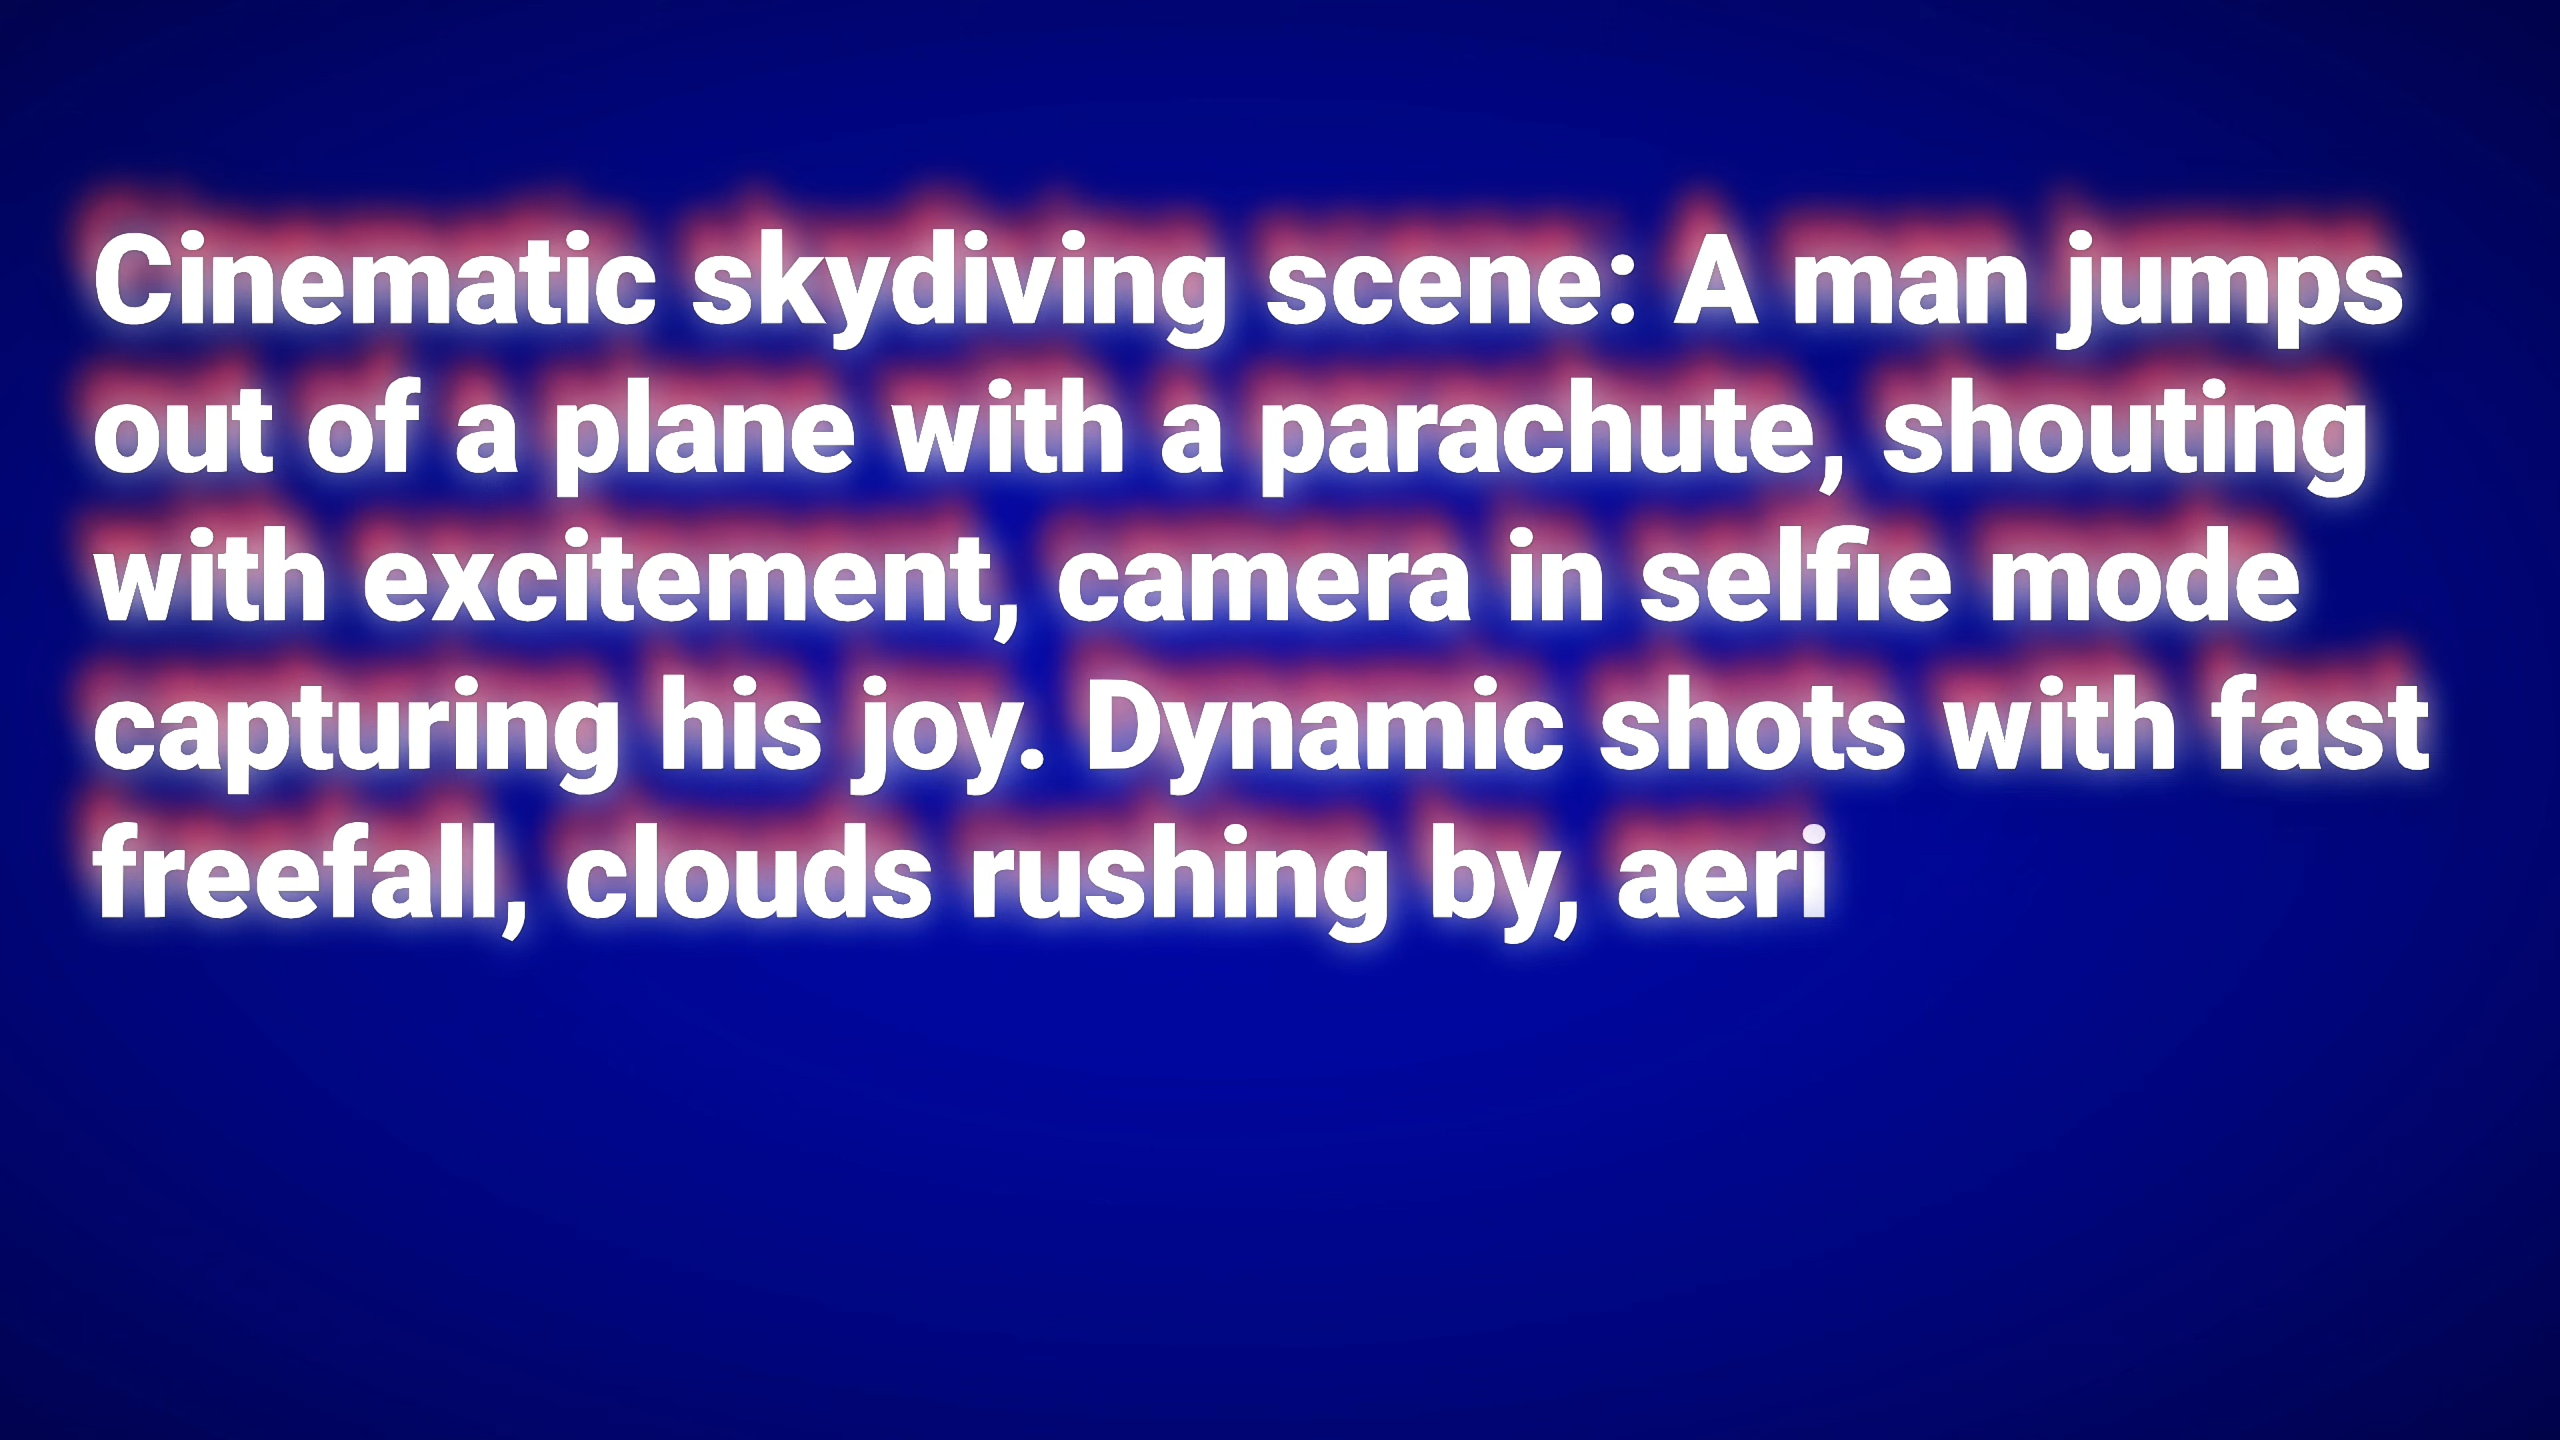 Cinematic skydiving scene: A man jumps
out of a plane with a parachute, shouting
with excitement, camera in selfie mode
capturing his joy. Dynamic shots with fast
freefall, clouds rushing by, aeri